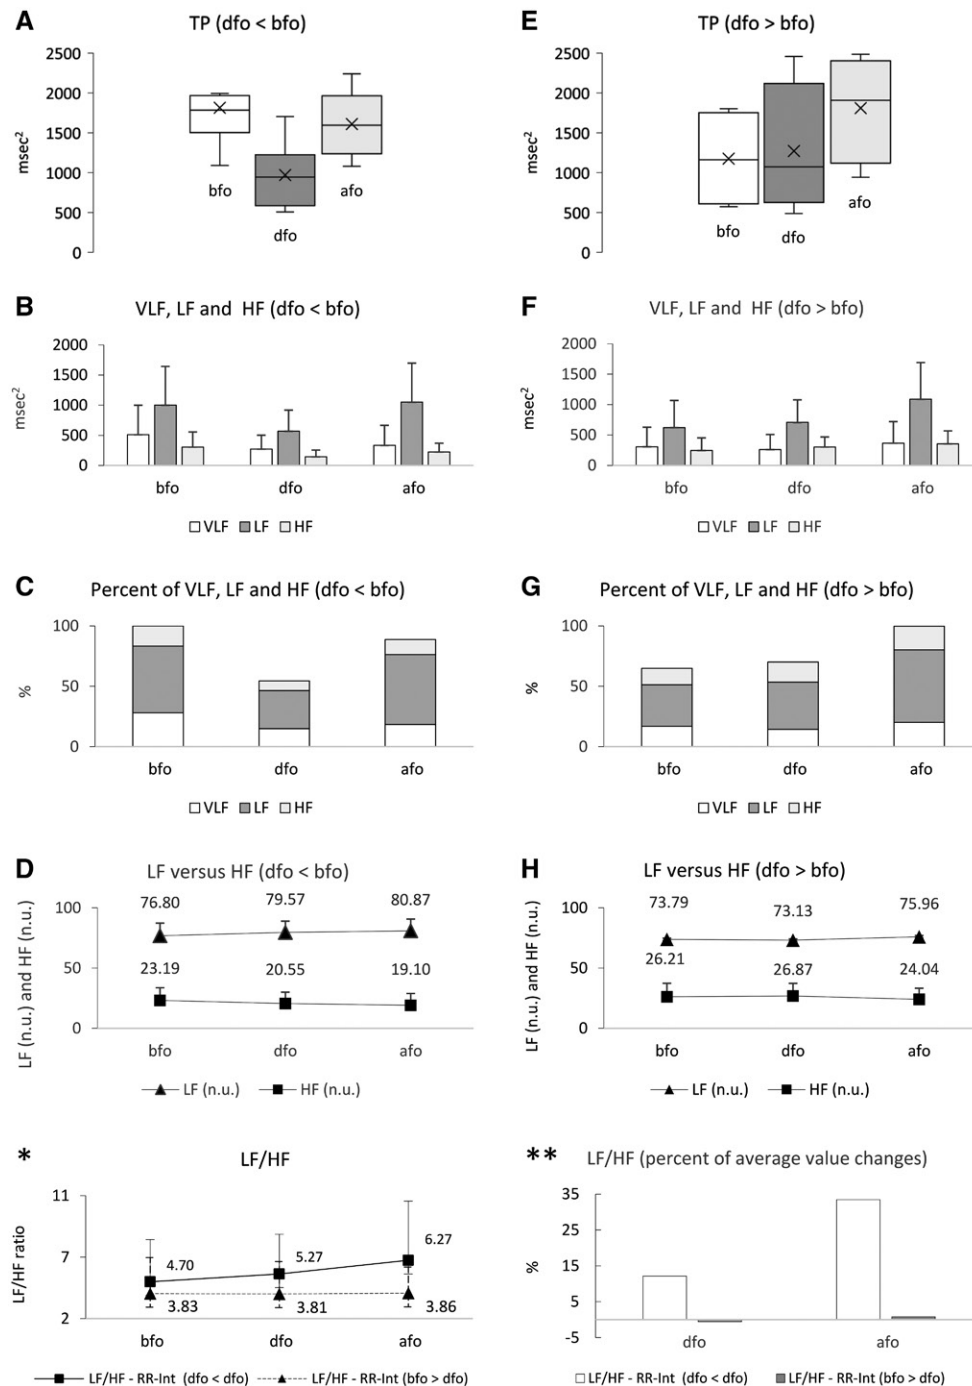 A TP (dfo < bfo)
2500
2000
1500
1000
500
0
msec2
bfo
dfo
afo
E TP (dfo > bfo)
2500
2000
1500
1000
500
0
msec2
bfo
dfo
afo
B VLF, LF and HF (dfo < bfo)
2000
1500
1000
500
0
msec2
bfo dfo afo
VLF LF HF
F VLF, LF and HF (dfo > bfo)
2000
1500
1000
500
0
msec2
bfo dfo afo
VLF LF HF
C Percent of VLF, LF and HF (dfo < bfo)
100
50
0
%
bfo dfo afo
VLF LF HF
G Percent of VLF, LF and HF (dfo > bfo)
100
50
0
%
bfo dfo afo
VLF LF HF
D LF versus HF (dfo < bfo)
76.80 79.57 80.87
100
50
0
23.19 20.55 19.10
LF (n.u.) and HF (n.u.)
bfo dfo afo
LF (n.u.) HF (n.u.)
H LF versus HF (dfo > bfo)
73.79 73.13 75.96
100
50
0
26.21 26.87 24.04
LF (n.u.) and HF (n.u.)
bfo dfo afo
LF (n.u.) HF (n.u.)
* LF/HF
11
7
2
LF/HF ratio
4.70 5.27 6.27
3.83 3.81 3.86
bfo dfo afo
LF/HF - RR-Int (dfo < dfo) LF/HF - RR-Int (bfo > dfo)
** LF/HF (percent of average value changes)
35
25
15
5
-5
%
dfo afo
LF/HF - RR-Int (dfo < dfo) LF/HF - RR-Int (bfo > dfo)